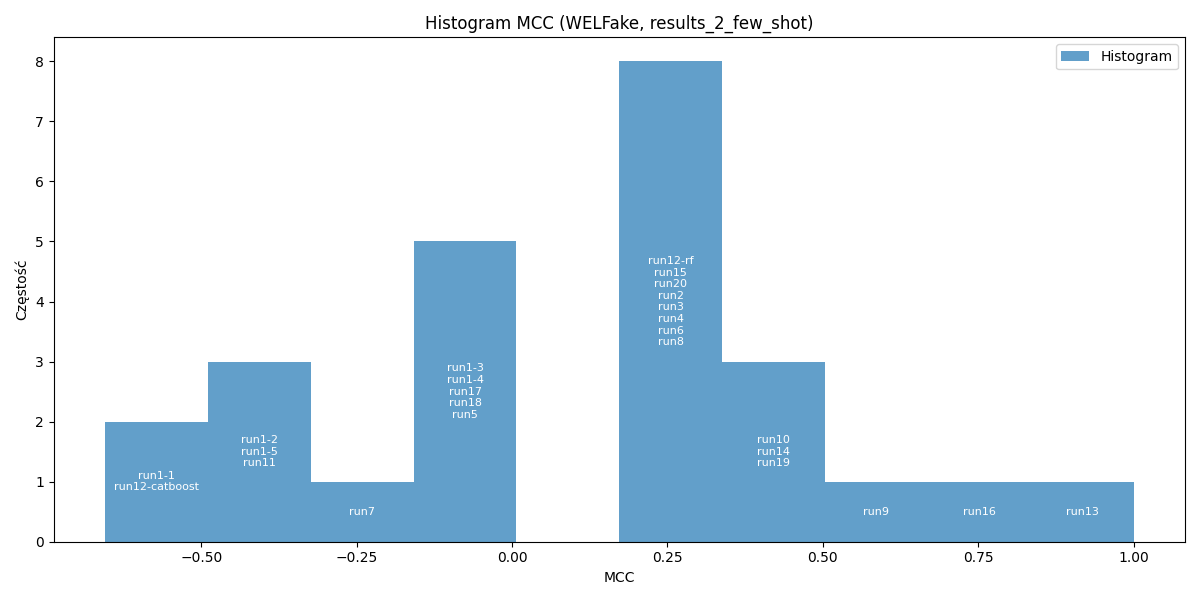 Histogram MCC (WELFake, results_2_few_shot)
Histogram
Częstość
8
7
6
5
4
3
2
1
0
run1-1
run12-catboost
run1-2
run1-5
run11
run7
run1-3
run1-4
run17
run18
run5
run12-rf
run15
run20
run2
run3
run4
run6
run8
run10
run14
run19
run9
run16
run13
−0.50
−0.25
0.00
0.25
0.50
0.75
1.00
MCC